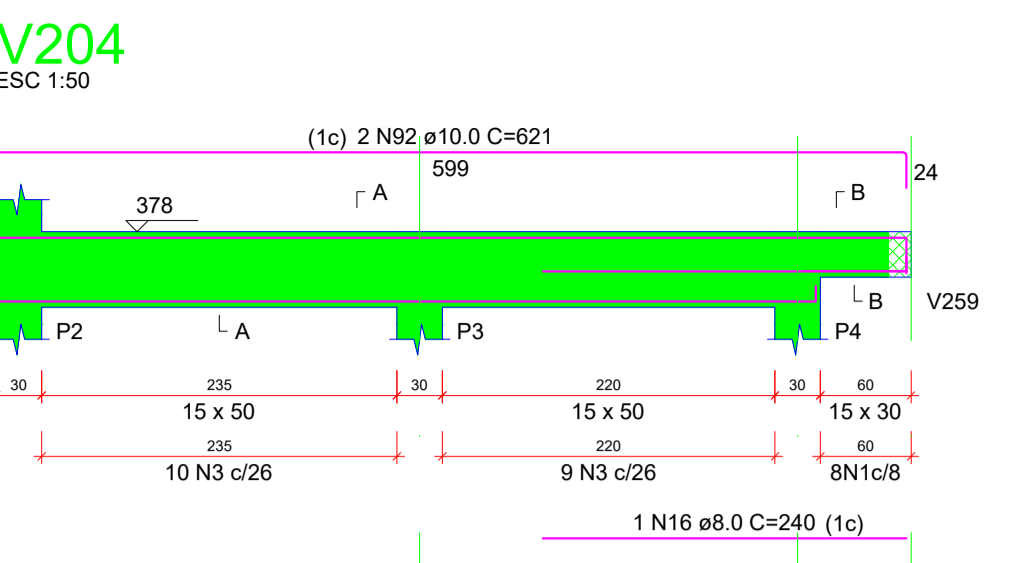 V204
ESC 1:50
(1c) 2 N92 ø10.0 C=621
599
24
A
B
378
B
V259
P2
A
P3
P4
30
235
30
220
30
60
15 x 50
15 x 50
15 x 30
235
220
60
10 N3 c/26
9 N3 c/26
8N1c/8
1 N16 ø8.0 C=240 (1c)